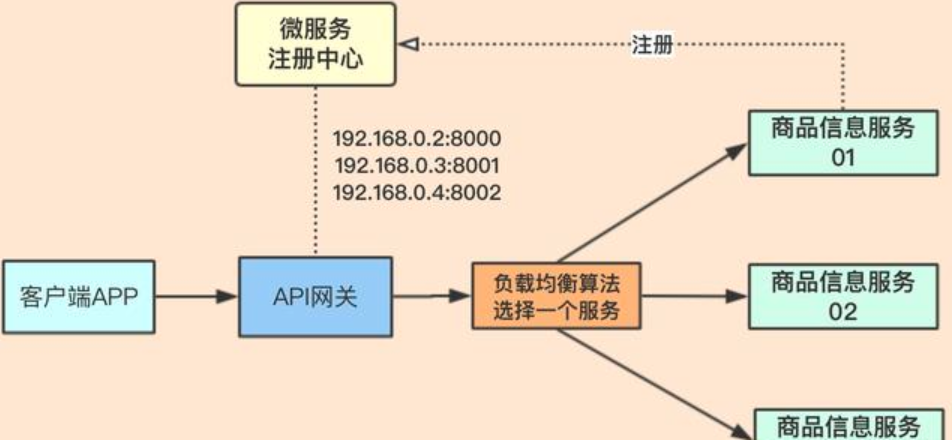 微服务
注册中心
注册
192.168.0.2:8000
192.168.0.3:8001
192.168.0.4:8002
商品信息服务
01
客户端APP
API网关
负载均衡算法
选择一个服务
商品信息服务
02
商品信息服务